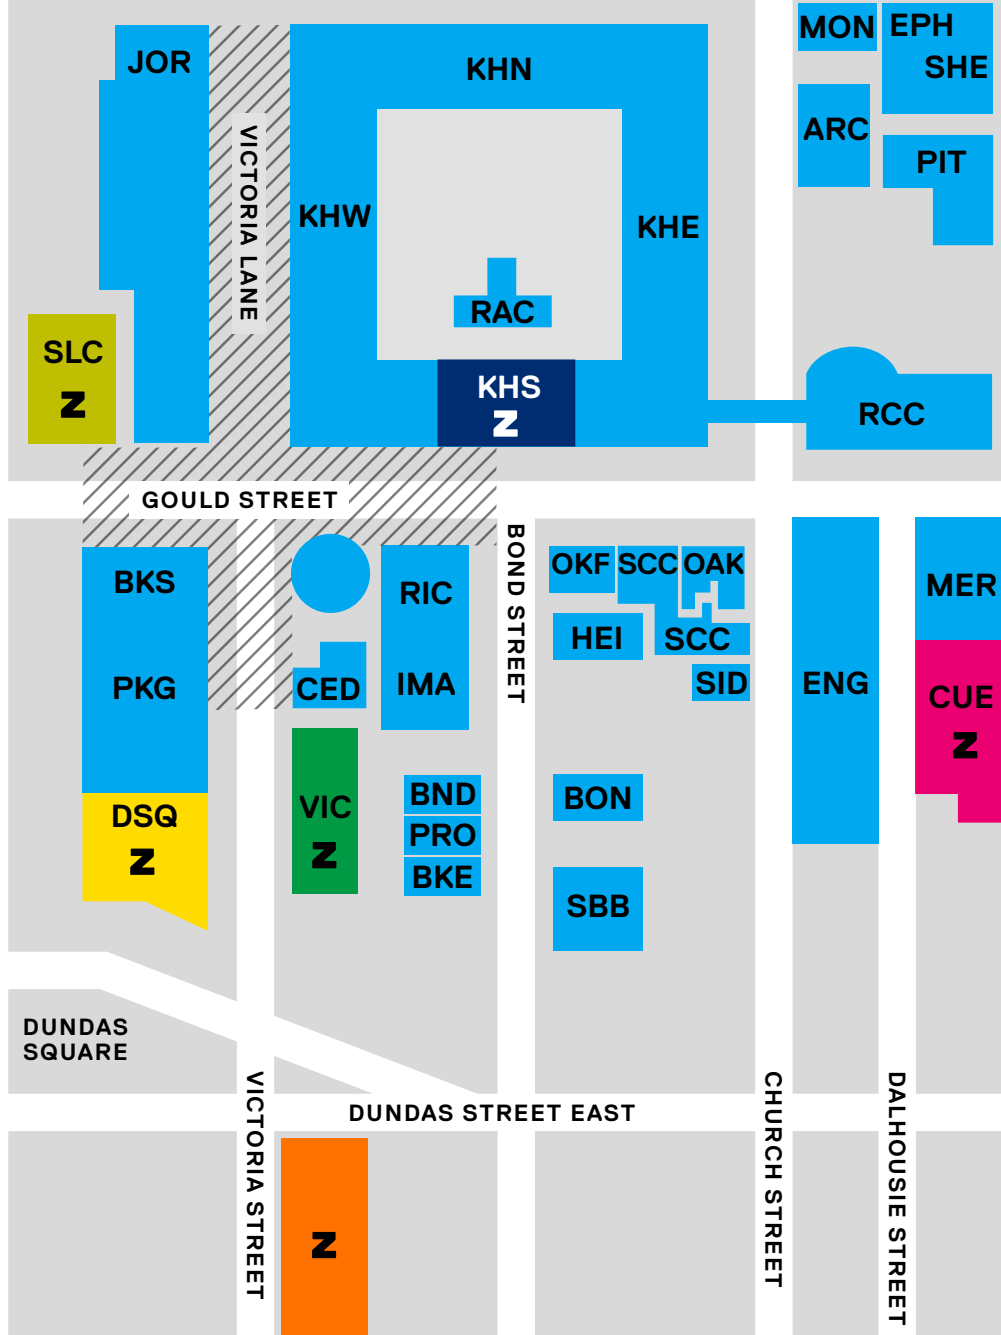 MON
EPH
SHE
JOR
KHN
ARC
PIT
VICTORIA LANE
KHW
KHE
RAC
SLC
Z
KHS
Z
RCC
GOULD STREET
BOND STREET
BKS
RIC
OKF
SCC
OAK
MER
HEI
SCC
PKG
CED
IMA
SID
ENG
CUE
Z
DSQ
Z
VIC
Z
BND
PRO
BKE
BON
SBB
DUNDAS
SQUARE
VICTORIA STREET
DUNDAS STREET EAST
CHURCH STREET
DALHOUSIE STREET
Z